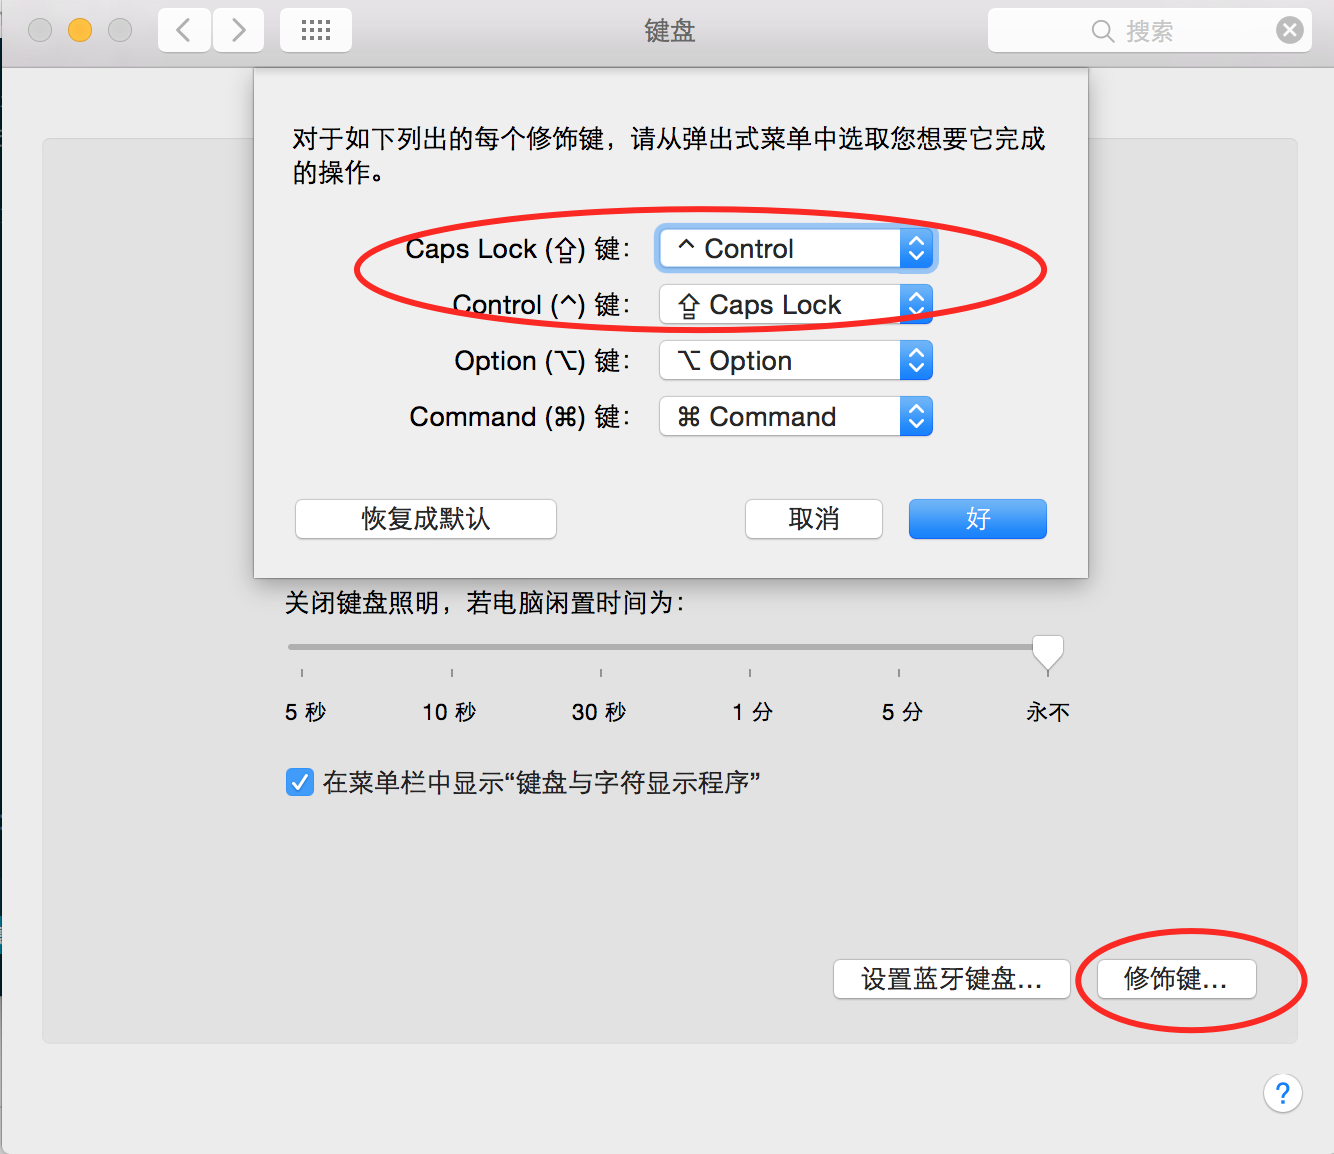 键盘
搜索
对于如下列出的每个修饰键，请从弹出式菜单中选取您想要它完成
的操作。
Caps Lock (⇪) 键： ^ Control
Control (^) 键： ⇪ Caps Lock
Option (⌥) 键： ⌥ Option
Command (⌘) 键： ⌘ Command
恢复成默认 取消 好
关闭键盘照明，若电脑闲置时间为：
5 秒 10 秒 30 秒 1 分 5 分 永不
在菜单栏中显示“键盘与字符显示程序”
设置蓝牙键盘... 修饰键...
?